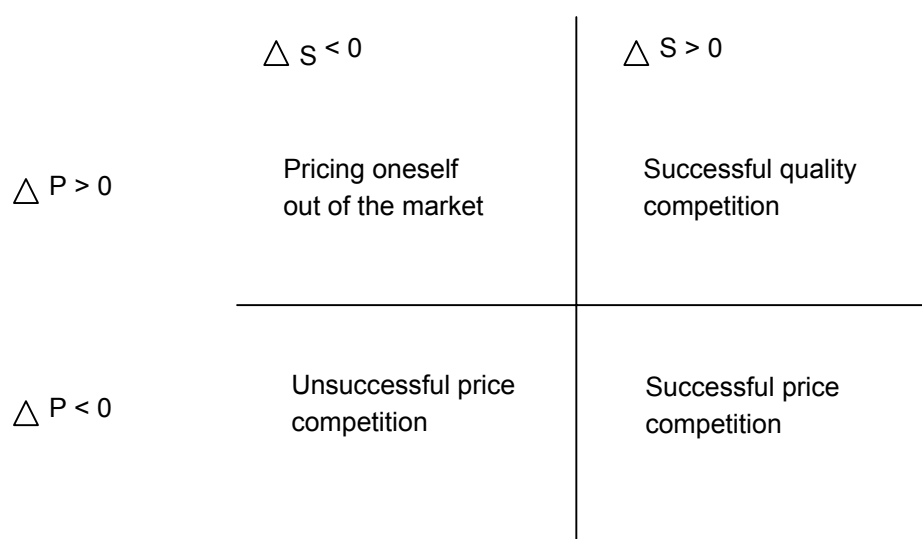 △ S < 0
△ S > 0
△ P > 0
Pricing oneself
out of the market
Successful quality
competition
△ P < 0
Unsuccessful price
competition
Successful price
competition